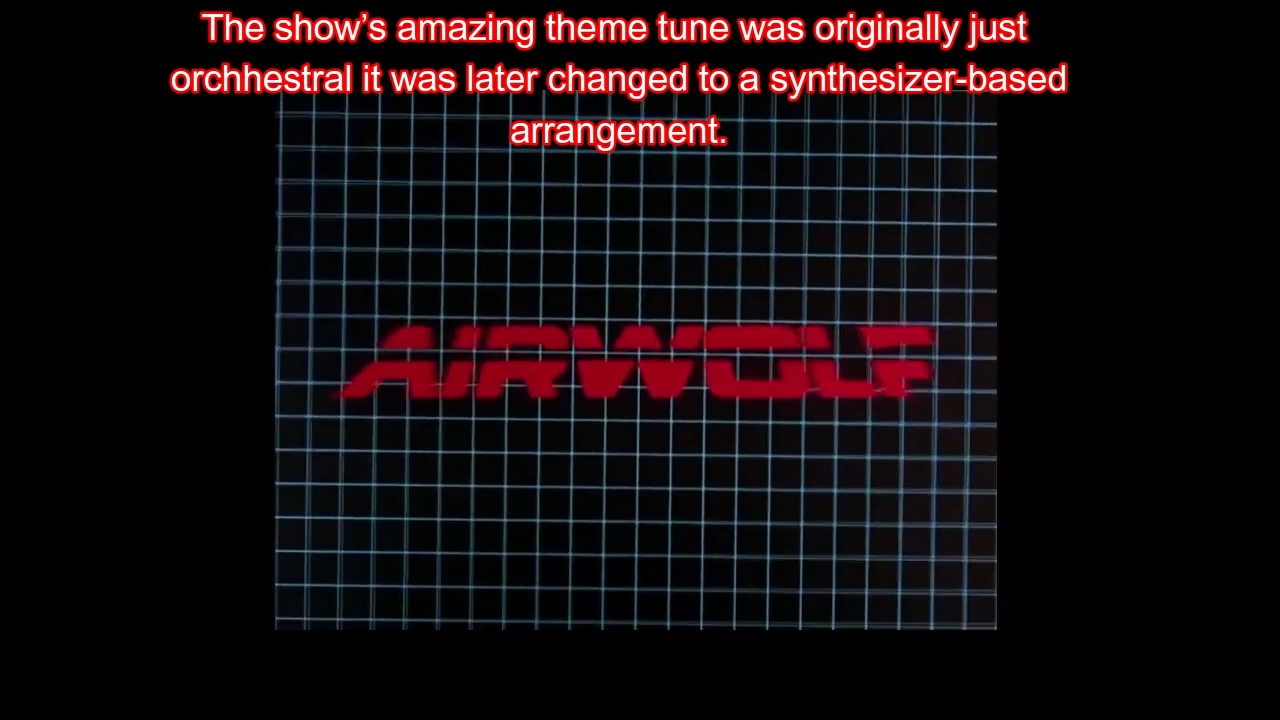 The show’s amazing theme tune was originally just
orchhestral it was later changed to a synthesizer-based
arrangement.
AIRWOLF